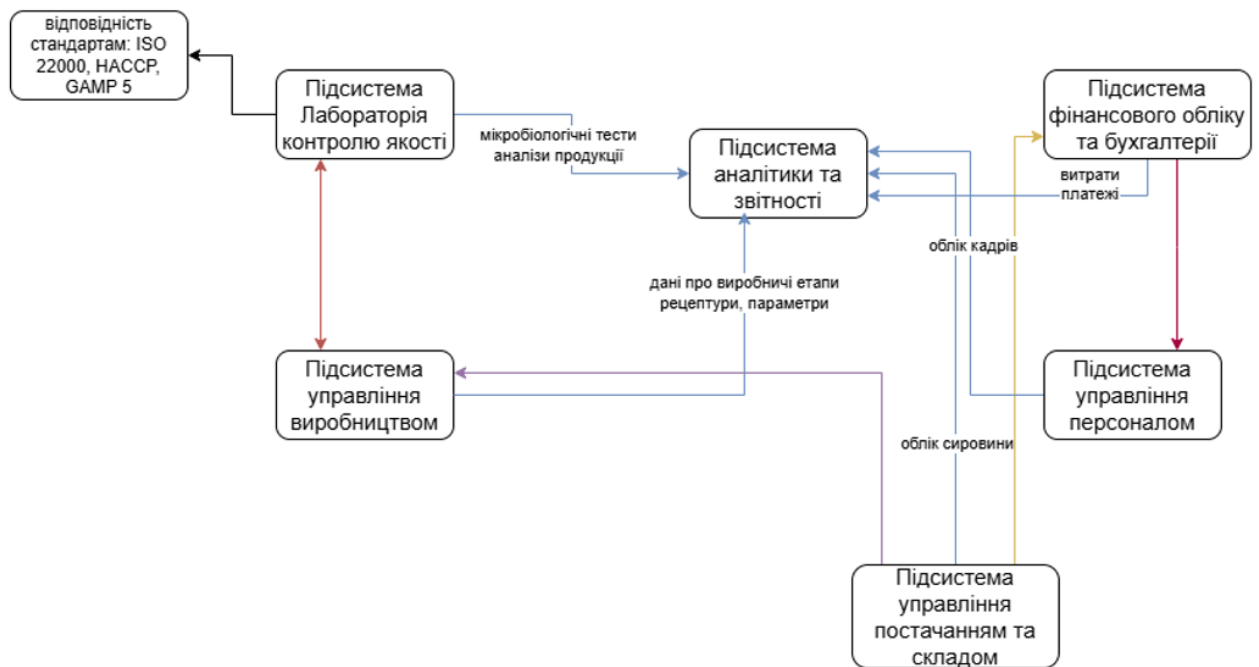 відповідність
стандартам: ISO
22000, HACCP,
GAMP 5
Підсистема
Лабораторія
контролю якості
мікробіологічні тести
аналізи продукції
Підсистема
аналітики та
звітності
Підсистема
фінансового обліку
та бухгалтерії
витрати
платежі
облік кадрів
дані про виробничі етапи
рецептури, параметри
Підсистема
управління
виробництвом
Підсистема
управління
персоналом
облік сировини
Підсистема
управління
постачанням та
складом